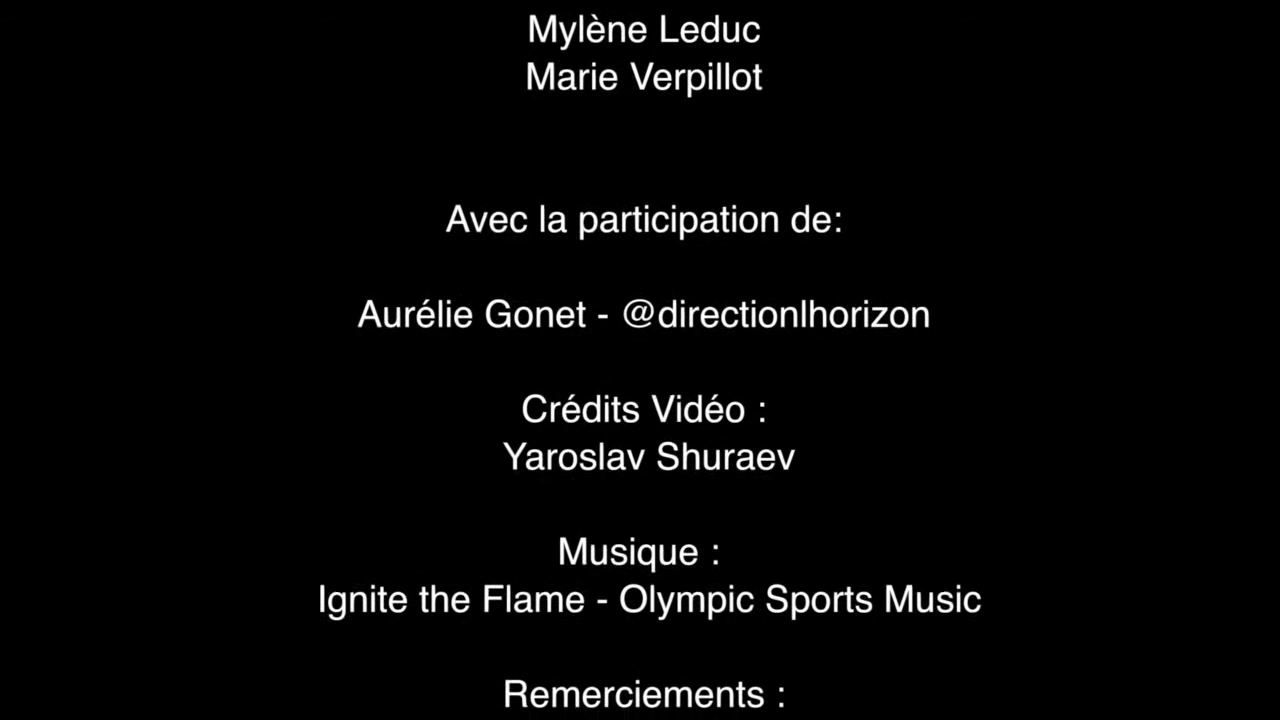 Mylène Leduc
Marie Verpillot
Avec la participation de:
Aurélie Gonet - @directionlhorizon
Crédits Vidéo :
Yaroslav Shuraev
Musique :
Ignite the Flame - Olympic Sports Music
Remerciements :